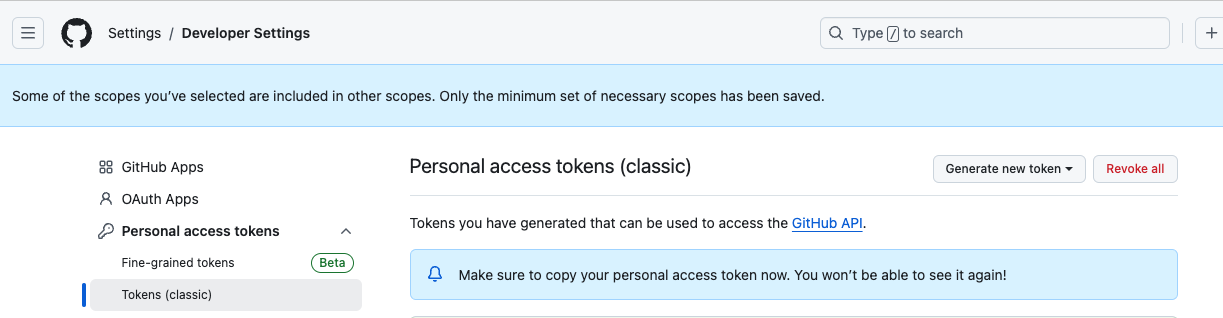 Settings / Developer Settings
Type / to search
Some of the scopes you’ve selected are included in other scopes. Only the minimum set of necessary scopes has been saved.
GitHub Apps
OAuth Apps
Personal access tokens
Fine-grained tokens Beta
Tokens (classic)
Personal access tokens (classic)
Generate new token
Revoke all
Tokens you have generated that can be used to access the GitHub API.
Make sure to copy your personal access token now. You won’t be able to see it again!